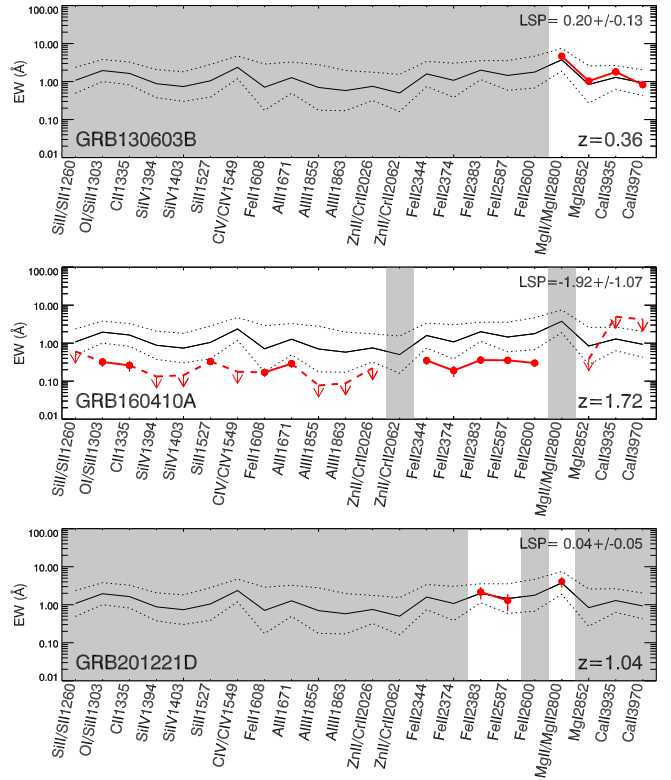 LSP= 0.20+/-0.13
100.00
10.00
1.00
0.10
0.01
EW (Å)
GRB130603B
z=0.36
SiII/SII1260
OI/SiII1303
CII1335
SiIV1394
SiIV1403
SiII1527
CIV/CIV1549
FeII1608
AlII1671
AlIII1855
AlIII1863
ZnII/CrII2026
ZnII/CrII2062
FeII2344
FeII2374
FeII2383
FeII2587
FeII2600
MgII/MgII2800
MgI2852
CaII3935
CaII3970
LSP=-1.92+/-1.07
100.00
10.00
1.00
0.10
0.01
EW (Å)
GRB160410A
z=1.72
SiII/SII1260
OI/SiII1303
CII1335
SiIV1394
SiIV1403
SiII1527
CIV/CIV1549
FeII1608
AlII1671
AlIII1855
AlIII1863
ZnII/CrII2026
ZnII/CrII2062
FeII2344
FeII2374
FeII2383
FeII2587
FeII2600
MgII/MgII2800
MgI2852
CaII3935
CaII3970
LSP= 0.04+/-0.05
100.00
10.00
1.00
0.10
0.01
EW (Å)
GRB201221D
z=1.04
SiII/SII1260
OI/SiII1303
CII1335
SiIV1394
SiIV1403
SiII1527
CIV/CIV1549
FeII1608
AlII1671
AlIII1855
AlIII1863
ZnII/CrII2026
ZnII/CrII2062
FeII2344
FeII2374
FeII2383
FeII2587
FeII2600
MgII/MgII2800
MgI2852
CaII3935
CaII3970